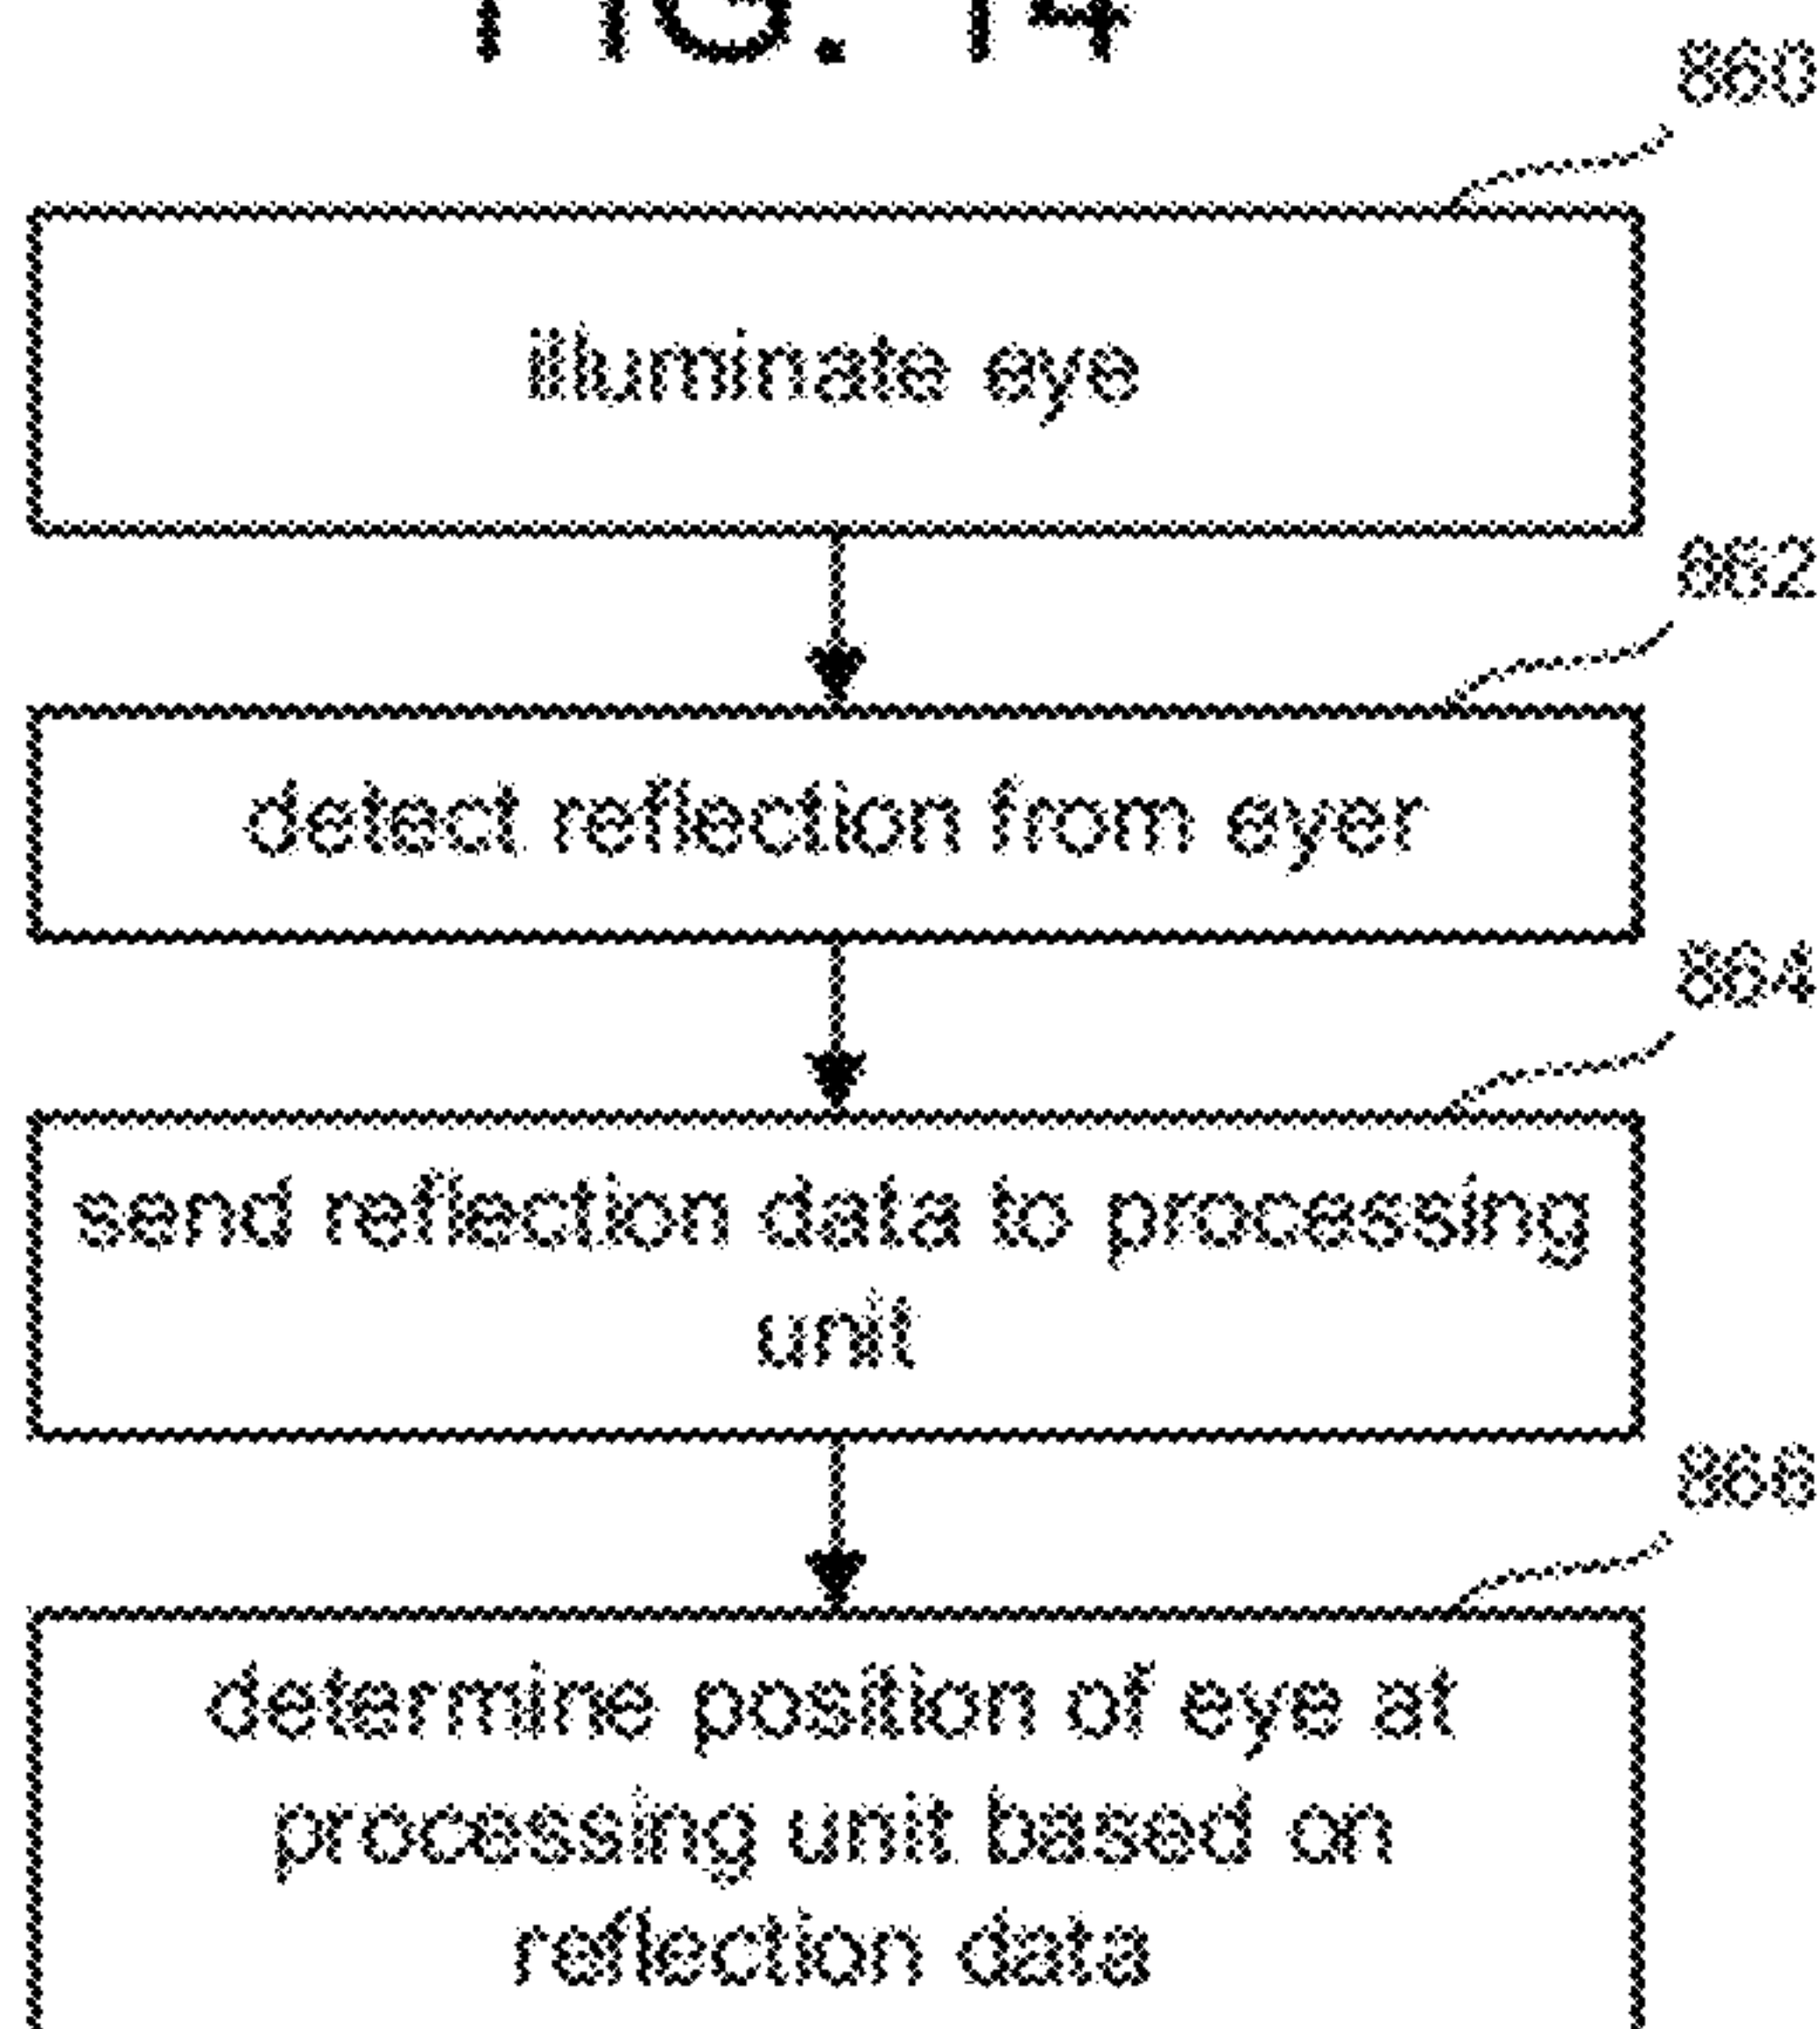 FIG. 14
860
illuminate eye
862
detect reflection from eyer
864
send reflection data to processing
unit
866
determine position of eye at
processing unit based on
reflection data